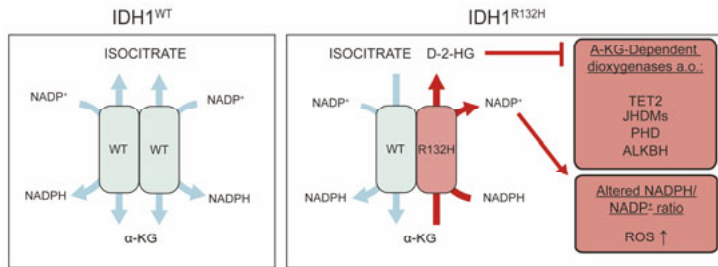 IDH1WT
ISOCITRATE
NADP+
NADP+
WT
WT
NADPH
NADPH
α-KG
IDH1R132H
ISOCITRATE D-2-HG
NADP+
NADP+
WT
R132H
NADPH
NADPH
α-KG
A-KG-Dependent
dioxygenases a.o.:
TET2
JHDMs
PHD
ALKBH
Altered NADPH/
NADP+ ratio
ROS ↑